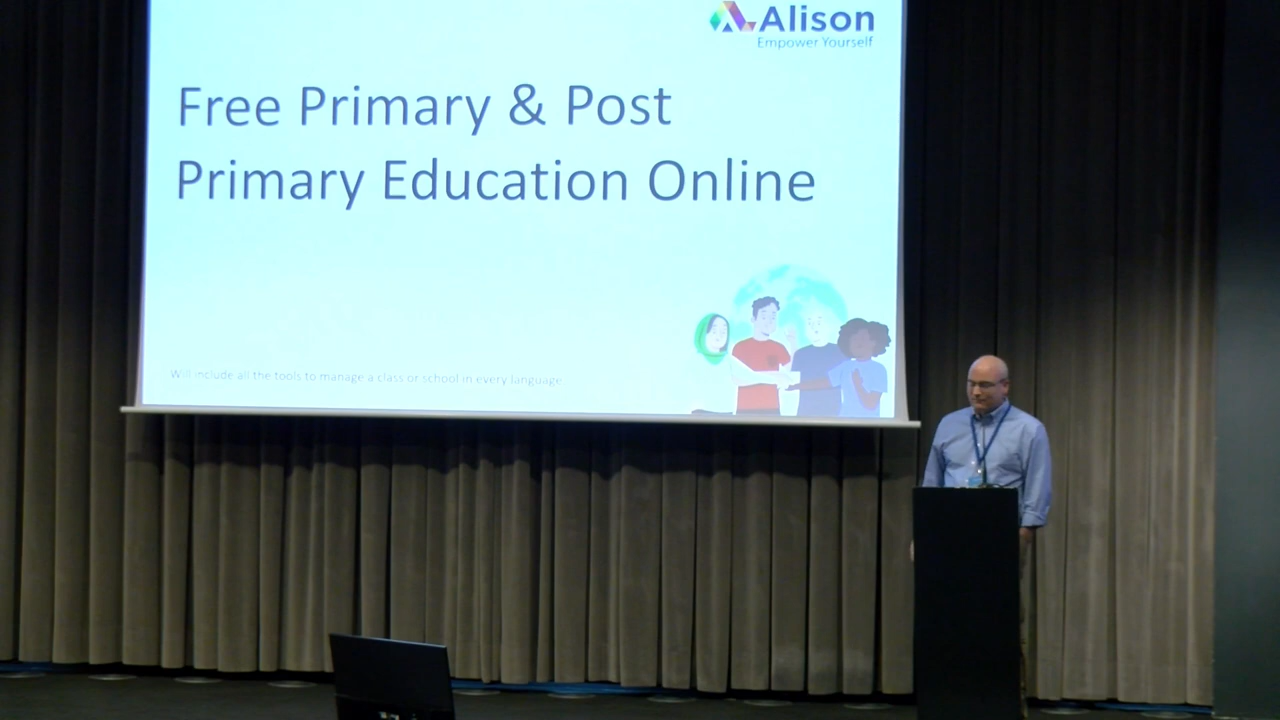 Alison
Empower Yourself
Free Primary & Post
Primary Education Online
Will include all the tools to manage a class or school in every language